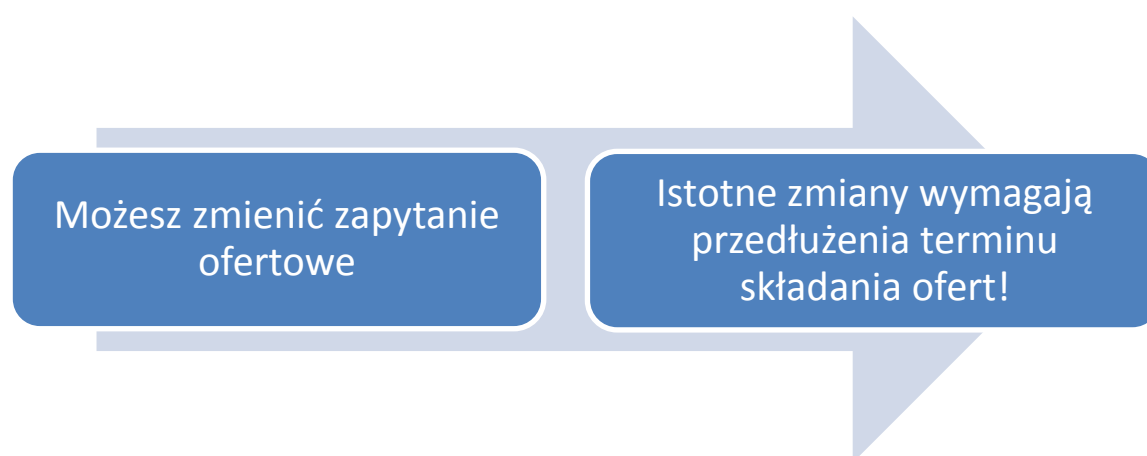 Możesz zmienić zapytanie
ofertowe
Istotne zmiany wymagają
przedłużenia terminu
składania ofert!